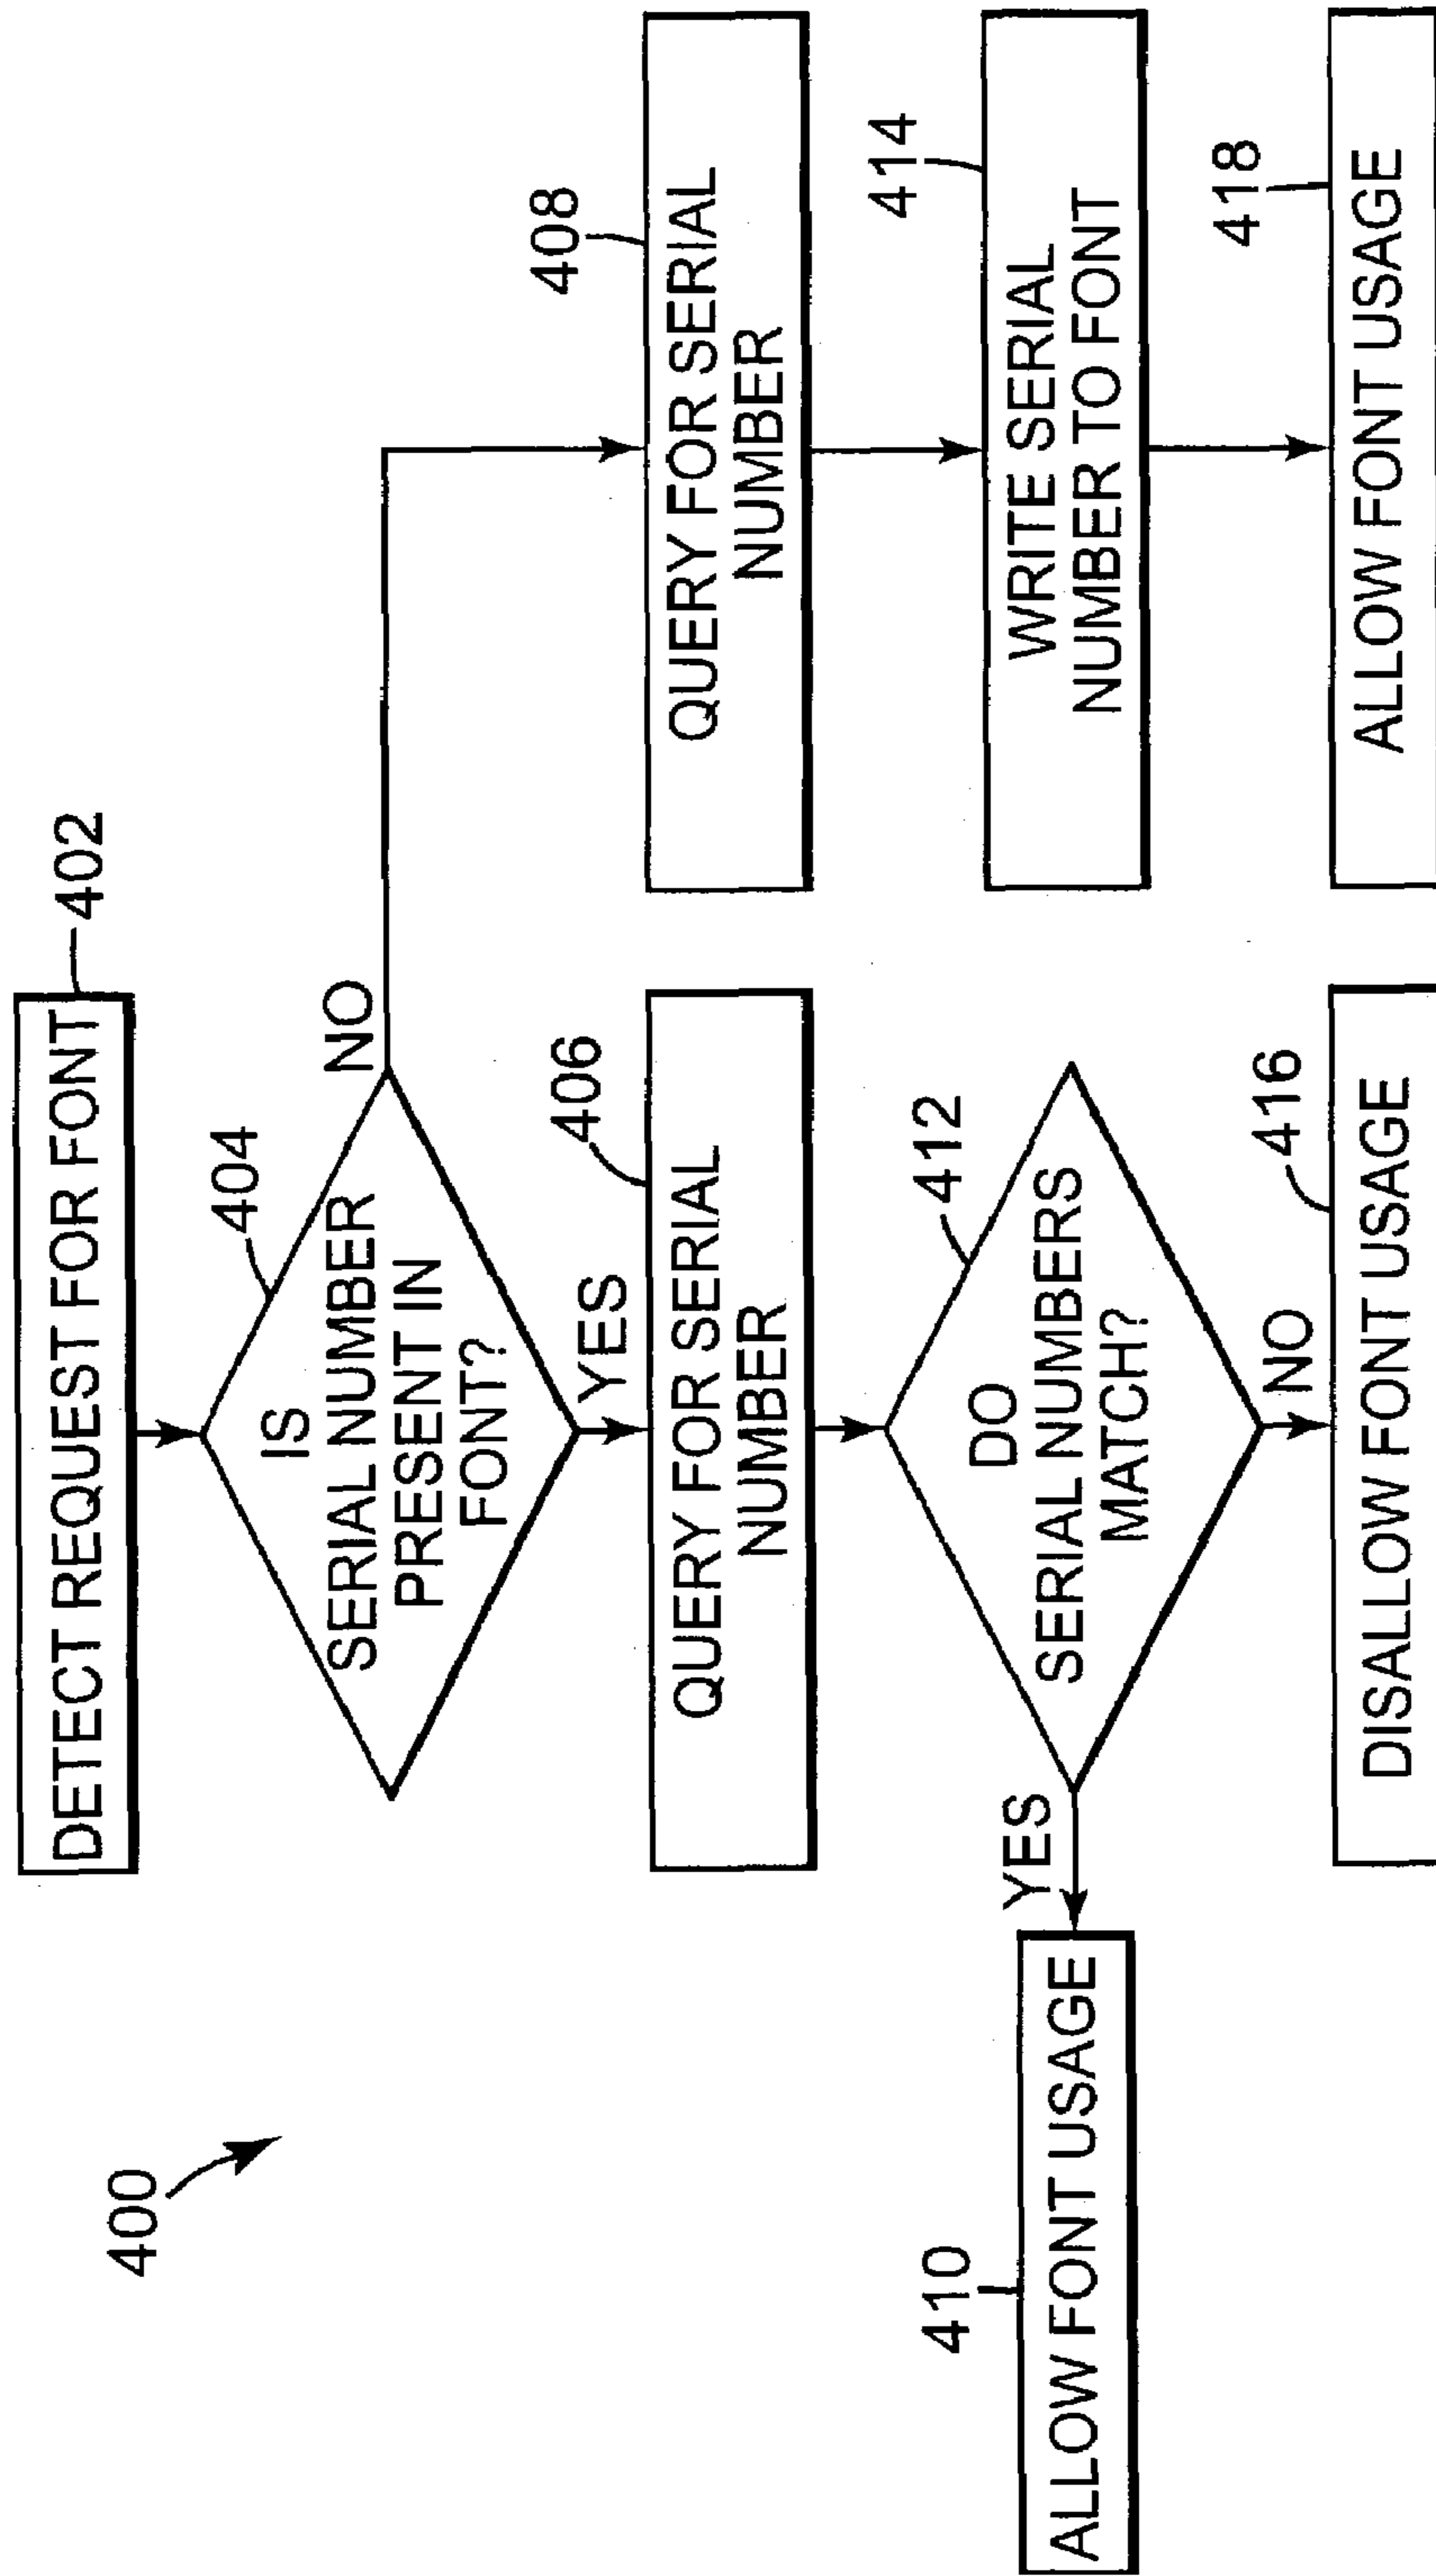 400
DETECT REQUEST FOR FONT
402
404
IS
SERIAL NUMBER
PRESENT IN
FONT?
NO
YES
406
QUERY FOR SERIAL
NUMBER
408
QUERY FOR SERIAL
NUMBER
410
ALLOW FONT USAGE
YES
412
DO
SERIAL NUMBERS
MATCH?
NO
414
WRITE SERIAL
NUMBER TO FONT
416
DISALLOW FONT USAGE
418
ALLOW FONT USAGE